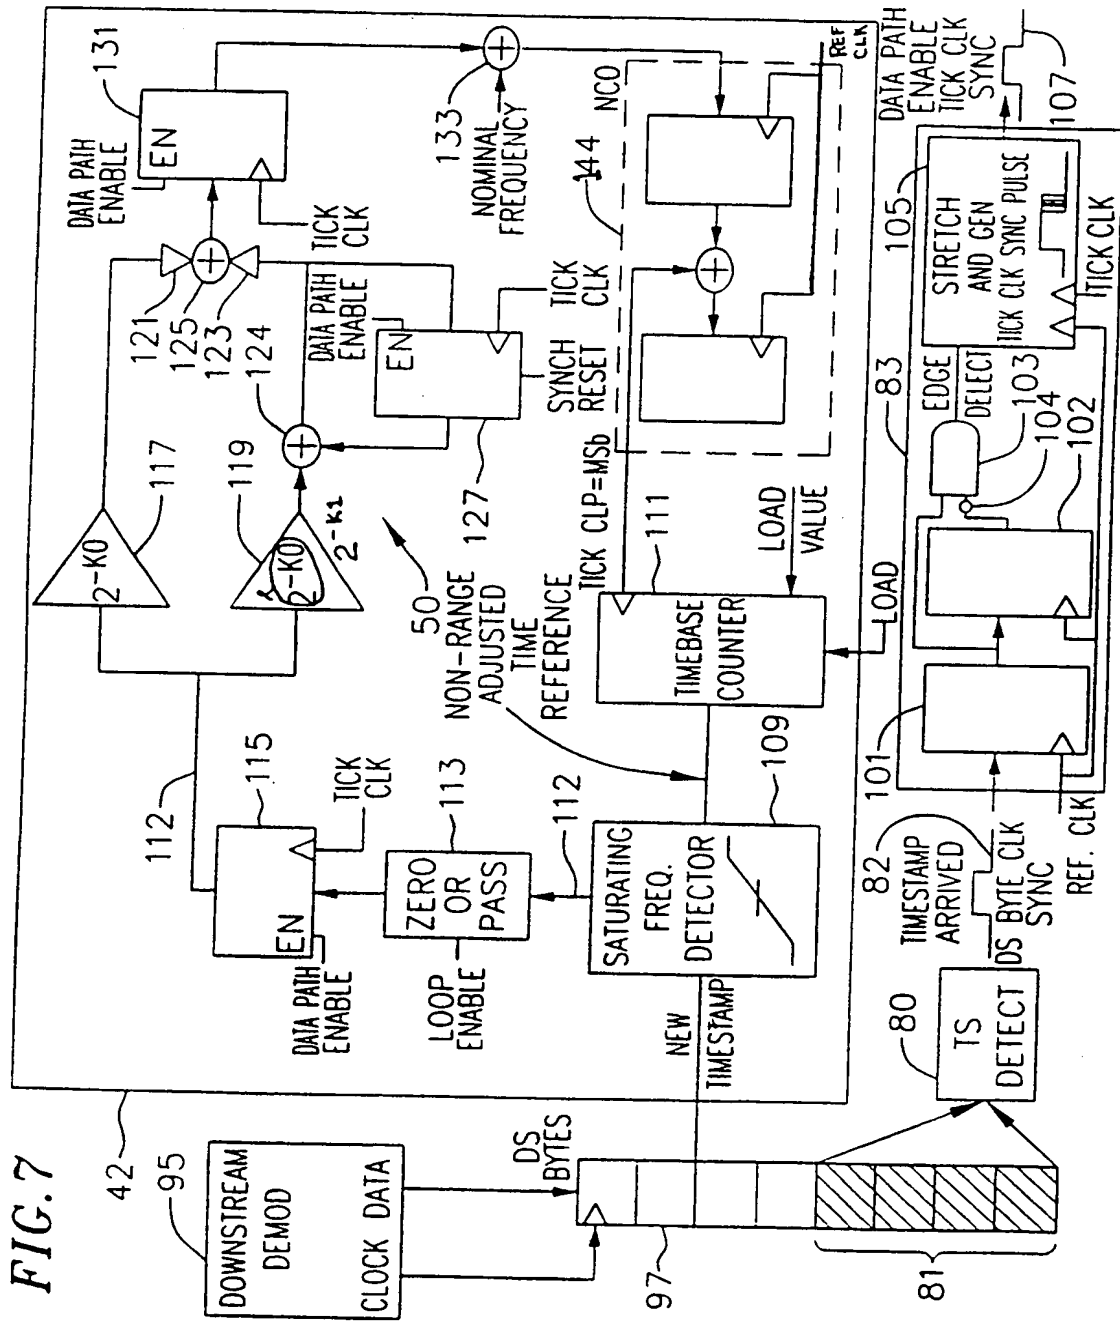 FIG.7
42
95
DOWNSTREAM
DEMOD
CLOCK DATA
DS
BYTES
97
81
80
TS
DETECT
TIMESTAMP
ARRIVED
82
DS BYTE CLK
SYNC
REF. CLK
NEW
TIMESTAMP
SATURATING
FREQ.
DETECTOR
109
112
LOOP
ENABLE
ZERO
OR
PASS
113
DATA PATH
ENABLE
EN
TICK
CLK
115
112
50
NON-RANGE
ADJUSTED
TIME
REFERENCE
TIMEBASE
COUNTER
111
LOAD
VALUE
LOAD
TICK CLP=MSb
2-K0
117
2-K0
119
2-K1
124
121
125
123
DATA PATH
ENABLE
EN
TICK
CLK
SYNCH
RESET
127
DATA PATH
ENABLE
EN
131
TICK
CLK
133
NOMINAL
FREQUENCY
144
NCO
REF
CLK
83
101
102
104
103
EDGE
DELECT
105
STRETCH
AND GEN
TICK CLK SYNC PULSE
TICK CLK
DATA PATH
ENABLE
TICK CLK
SYNC
107